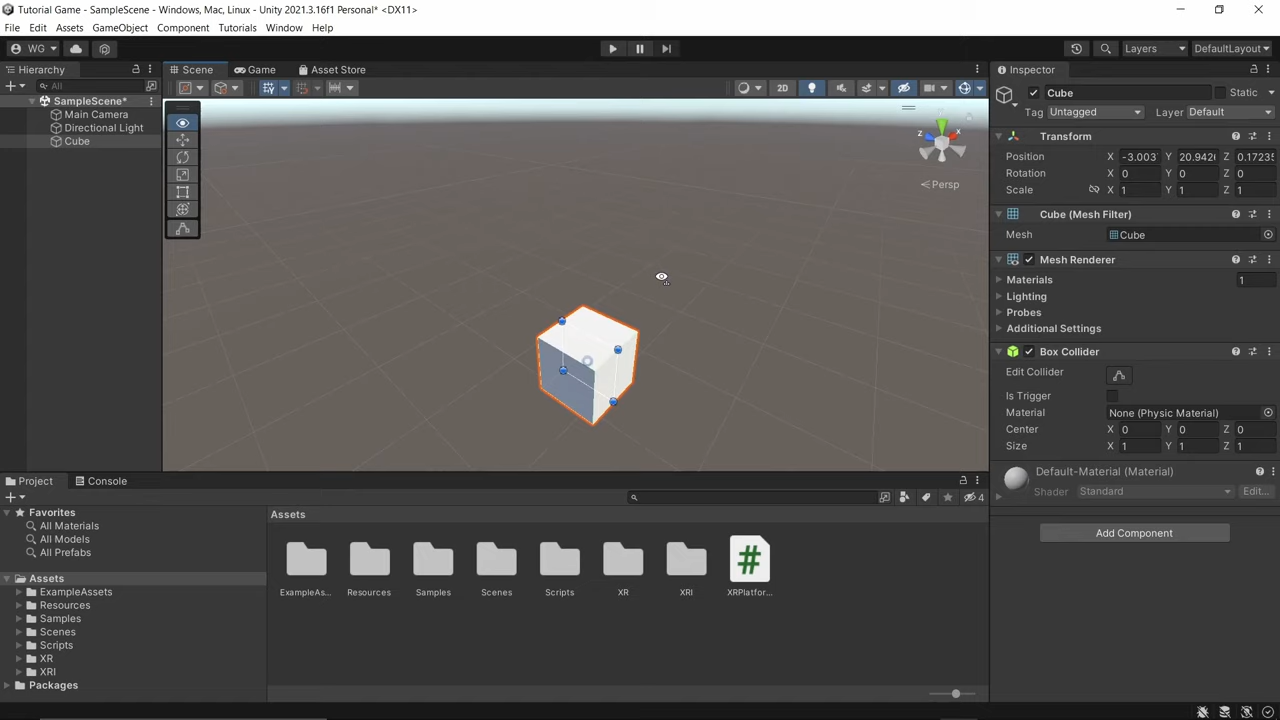 Tutorial Game - SampleScene - Windows, Mac, Linux - Unity 2021.3.16f1 Personal* <DX11>
File Edit Assets GameObject Component Tutorials Window Help
WG Layers DefaultLayout
Hierarchy
All
SampleScene*
Main Camera
Directional Light
Cube
Scene Game Asset Store
2D
z x
Persp
Inspector
Cube Static
Tag Untagged Layer Default
Transform
Position X -3.003 Y 20.942 Z 0.1723
Rotation X 0 Y 0 Z 0
Scale X 1 Y 1 Z 1
Cube (Mesh Filter)
Mesh Cube
Mesh Renderer
Materials 1
Lighting
Probes
Additional Settings
Box Collider
Edit Collider
Is Trigger
Material None (Physic Material)
Center X 0 Y 0 Z 0
Size X 1 Y 1 Z 1
Default-Material (Material)
Shader Standard Edit...
Add Component
Project Console
4
Favorites
All Materials
All Models
All Prefabs
Assets
ExampleAssets
Resources
Samples
Scenes
Scripts
XR
XRI
Packages
Assets
ExampleAs... Resources Samples Scenes Scripts XR XRI XRPlatfor...
#